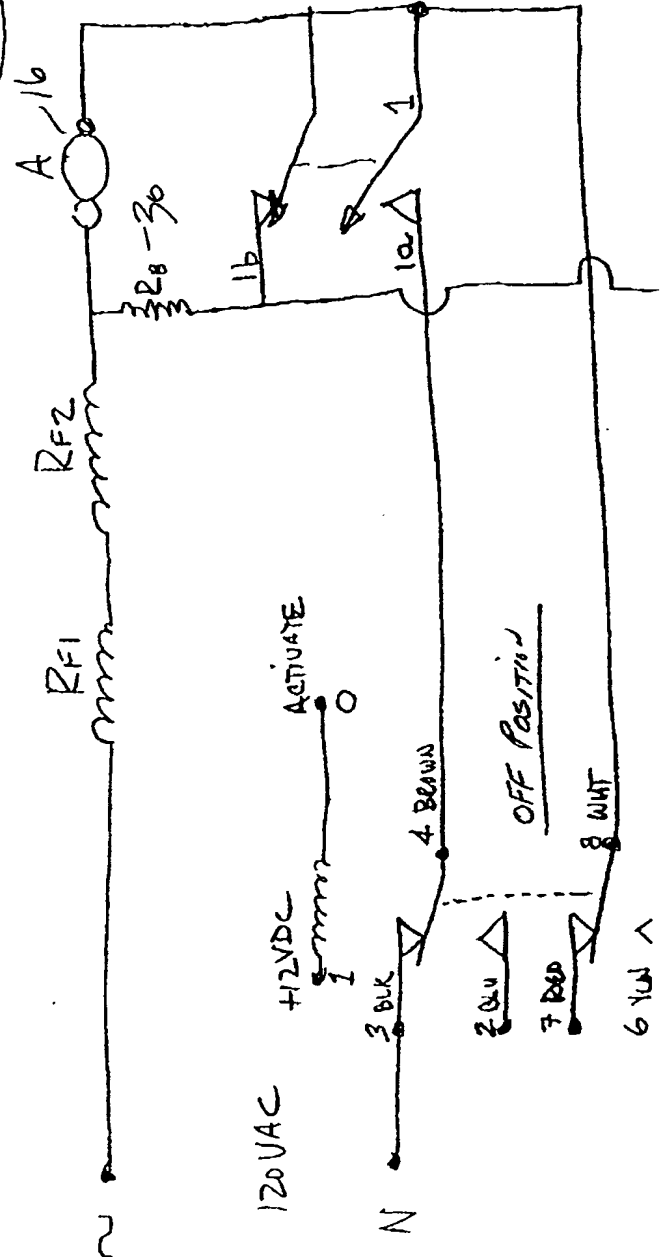 A 16
RF1
RF2
RB - 30
1b
1
1a
+12VDC
1
ACTIVATE
0
120VAC
N
3 BLK
4 BROWN
2 BLU
OFF POSITION
7 RED
8 WHT
6 YLW